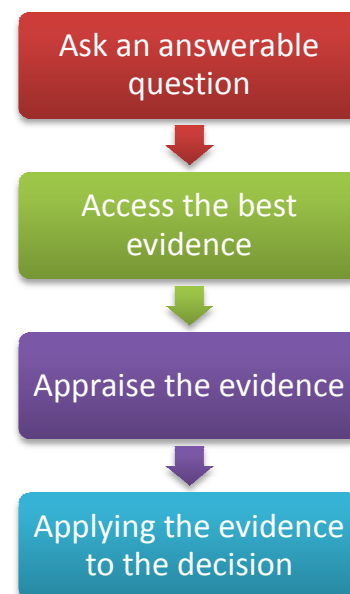 Ask an answerable
question
Access the best
evidence
Appraise the evidence
Applying the evidence
to the decision